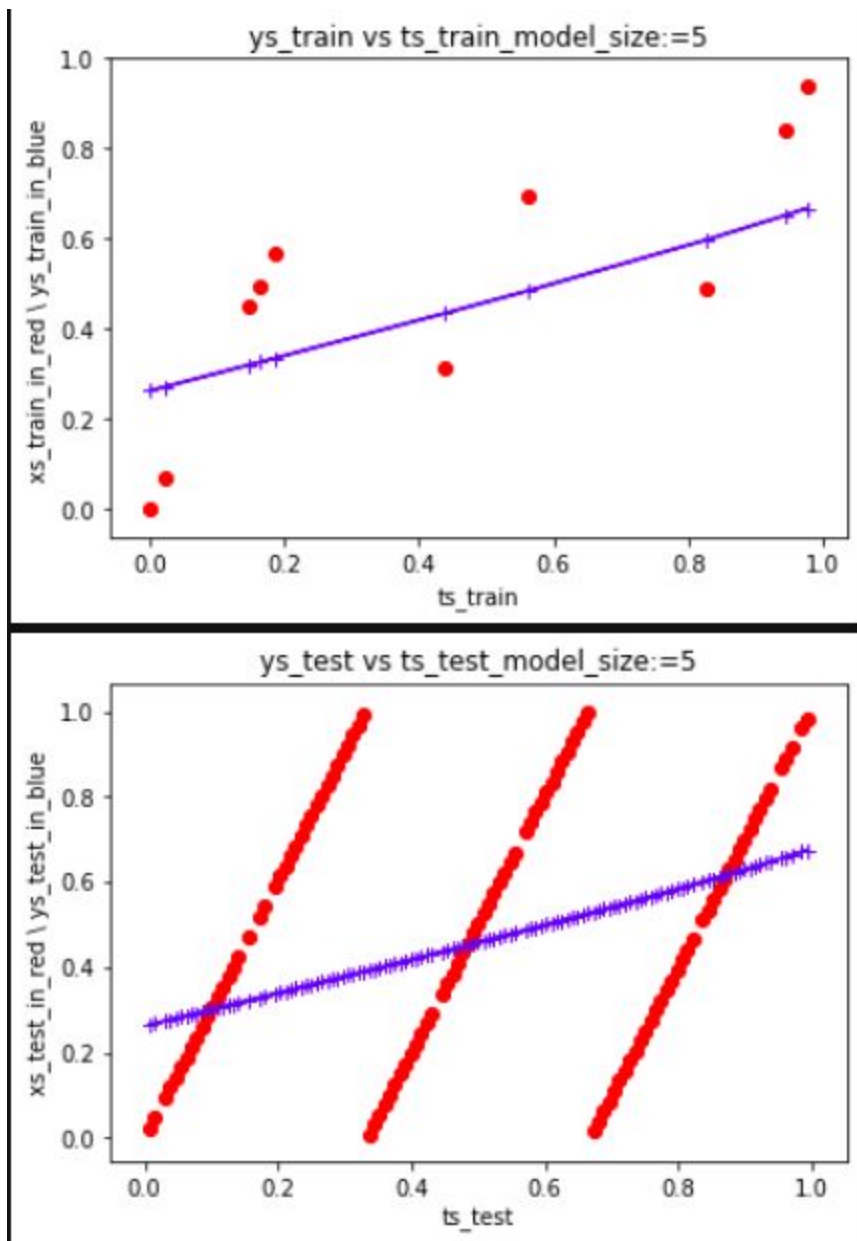 ys_train vs ts_train_model_size:=5
xs_train_in_red \ ys_train_in_blue
1.0
0.8
0.6
0.4
0.2
0.0
0.0 0.2 0.4 0.6 0.8 1.0
ts_train
ys_test vs ts_test_model_size:=5
xs_test_in_red \ ys_test_in_blue
1.0
0.8
0.6
0.4
0.2
0.0
0.0 0.2 0.4 0.6 0.8 1.0
ts_test